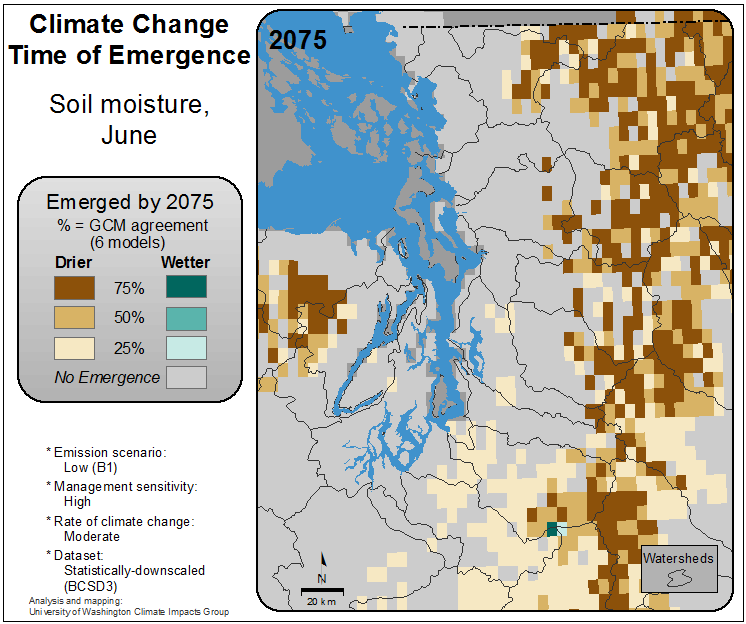 Climate Change
Time of Emergence
Soil moisture,
June
Emerged by 2075
% = GCM agreement
(6 models)
Drier Wetter
75%
50%
25%
No Emergence
* Emission scenario:
Low (B1)
* Management sensitivity:
High
* Rate of climate change:
Moderate
* Dataset:
Statistically-downscaled
(BCSD3)
Analysis and mapping:
University of Washington Climate Impacts Group
2075
N
20 km
Watersheds